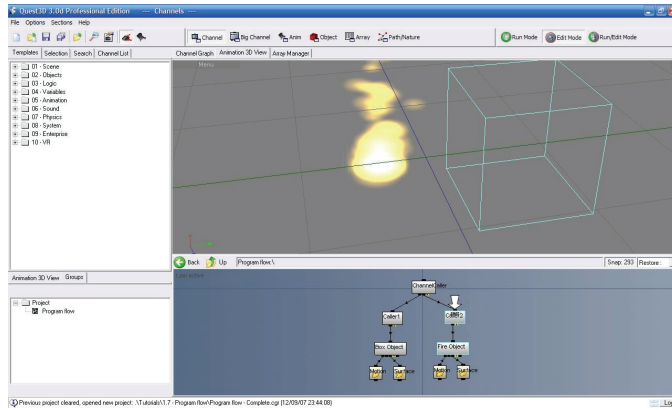 Quest3D 3.0d Professional Edition --- Channels ---
File Options Sections Help
Channel Big Channel Anim Object Array Path/Nature Run Mode Edit Mode Run/Edit Mode
Templates Selection Search Channel List
Channel Graph Animation 3D View Array Manager
01 - Scene
02 - Objects
03 - Logic
04 - Variables
05 - Animation
06 - Sound
07 - Physics
08 - System
09 - Enterprise
10 - VR
Menu
Back Up Program flow:\ Snap: 293 Restore:
Animation 3D View Groups
Project
Program flow
ChannelCaller
Caller1
Caller2
Box Object
Fire Object
Motion Surface
Motion Surface
Previous project cleared, opened new project: .\Tutorials\1.7 - Program flow\Program flow - Complete.cgr (12/09/07 23:44:08)
Log